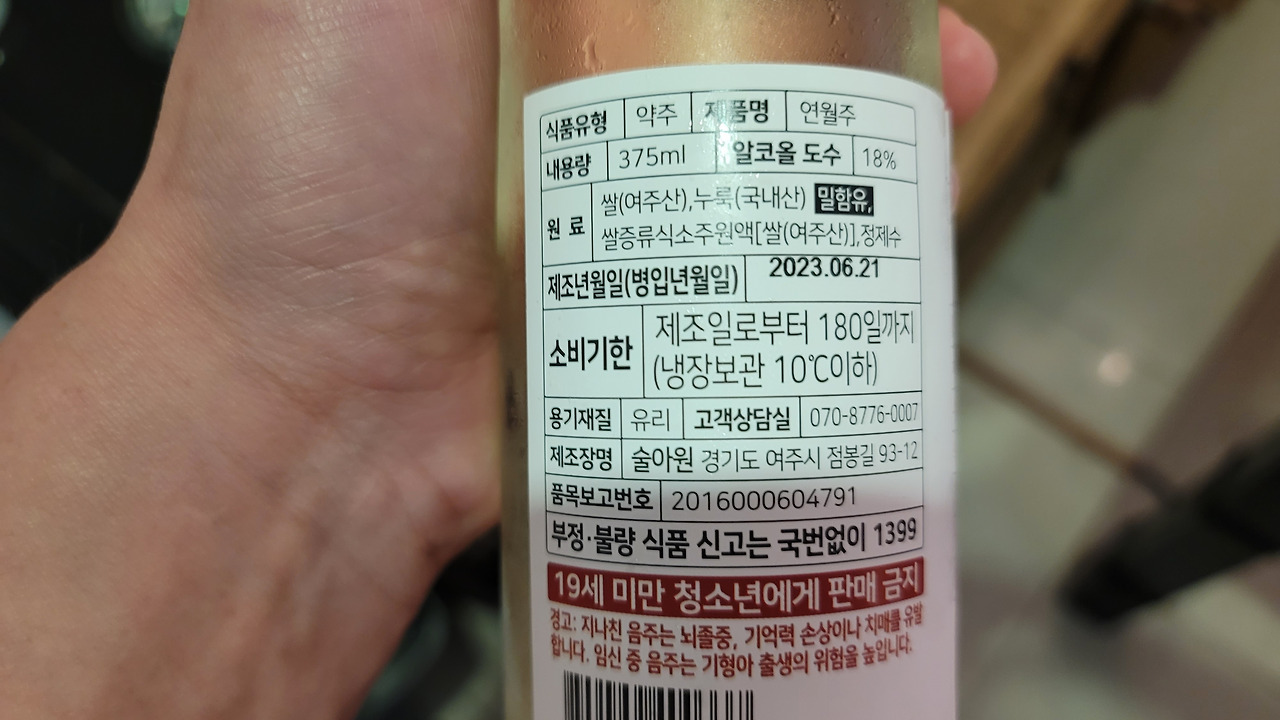 식품유형 약주 제품명 연월주
내용량 375ml 알코올 도수 18%
원 료 쌀(여주산),누룩(국내산) 밀함유,
쌀증류식소주원액[쌀(여주산)],정제수
제조년월일(병입년월일) 2023.06.21
소비기한 제조일로부터 180일까지
(냉장보관 10℃이하)
용기재질 유리 고객상담실 070-8776-0007
제조장명 술아원 경기도 여주시 점봉길 93-12
품목보고번호 2016000604791
부정·불량 식품 신고는 국번없이 1399
19세 미만 청소년에게 판매 금지
경고: 지나친 음주는 뇌졸중, 기억력 손상이나 치매를 유발
합니다. 임신 중 음주는 기형아 출생의 위험을 높입니다.